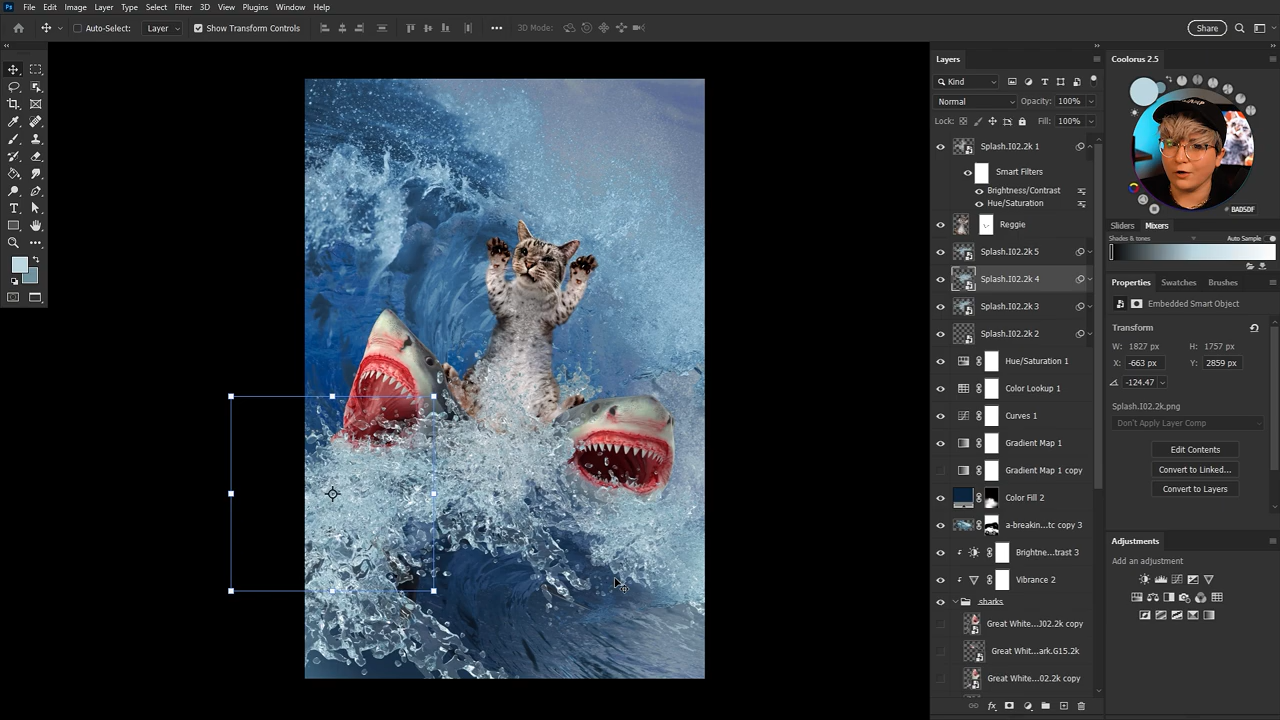 Ps File Edit Image Layer Type Select Filter 3D View Plugins Window Help
Auto-Select: Layer Show Transform Controls 3D Mode: Share
Layers
Kind
Normal Opacity: 100%
Lock: Fill: 100%
Splash.I02.2k 1
Smart Filters
Brightness/Contrast
Hue/Saturation
Reggie
Splash.I02.2k 5
Splash.I02.2k 4
Splash.I02.2k 3
Splash.I02.2k 2
Hue/Saturation 1
Color Lookup 1
Curves 1
Gradient Map 1
Gradient Map 1 copy
Color Fill 2
a-breakin...tc copy 3
Brightne...trast 3
Vibrance 2
sharks
Great White...J02.2k copy
Great Whit...ark.G15.2k
Great White...02.2k copy
fx
Coolorus 2.5
# BAD5DF
Sliders Mixers
Shades & tones Auto Sample
Properties Swatches Brushes
Embedded Smart Object
Transform
W: 1827 px H: 1757 px
X: -663 px Y: 2859 px
-124.47
Splash.I02.2k.png
Don't Apply Layer Comp
Edit Contents
Convert to Linked...
Convert to Layers
Adjustments
Add an adjustment